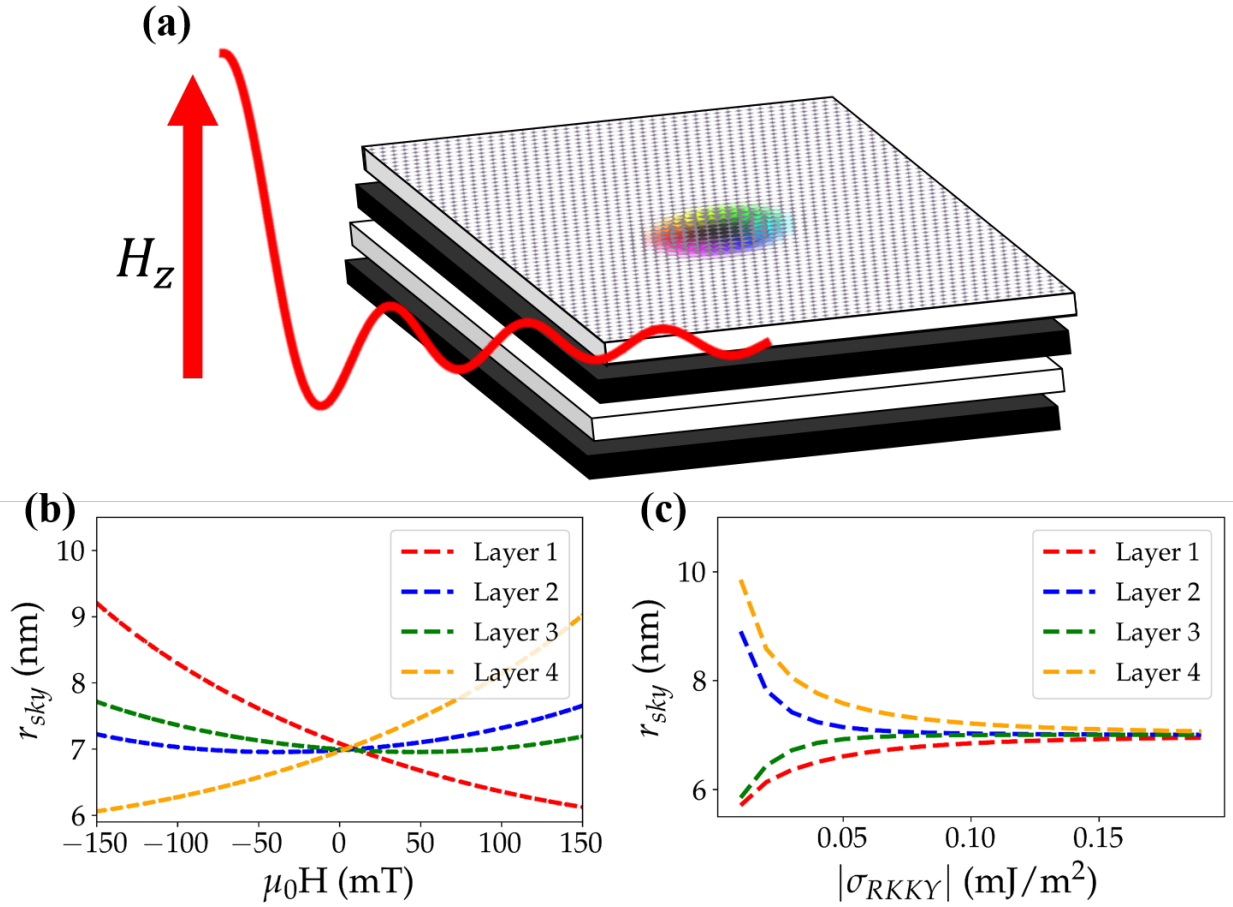 (a)
H_z
(b)
10
9
8
7
6
r_sky (nm)
−150
−100
−50
0
50
100
150
μ₀H (mT)
Layer 1
Layer 2
Layer 3
Layer 4
(c)
10
8
6
r_sky (nm)
0.05
0.10
0.15
|σ_RKKY| (mJ/m²)
Layer 1
Layer 2
Layer 3
Layer 4